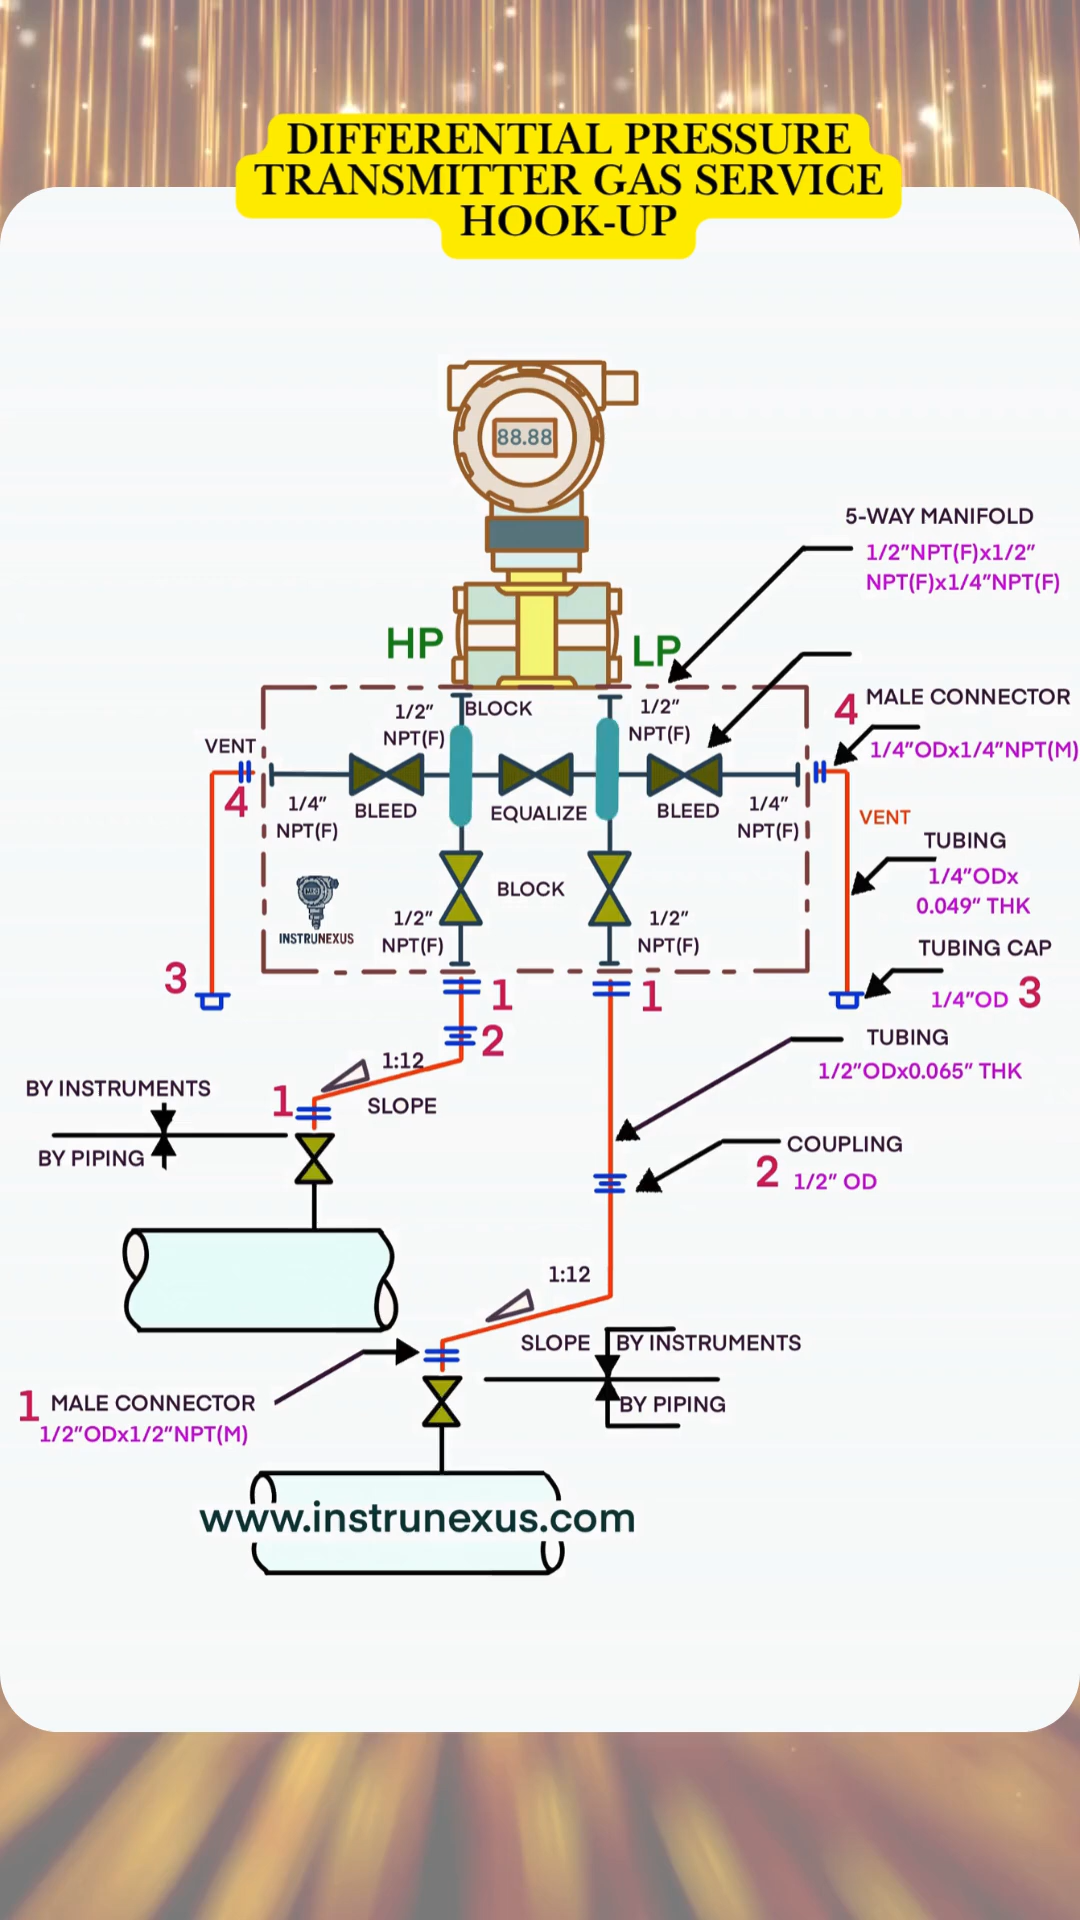 DIFFERENTIAL PRESSURE
TRANSMITTER GAS SERVICE
HOOK-UP
88.88
5-WAY MANIFOLD
1/2"NPT(F)x1/2"
NPT(F)x1/4"NPT(F)
HP
LP
4 MALE CONNECTOR
1/4"ODx1/4"NPT(M)
1/2"
NPT(F)
BLOCK
1/2"
NPT(F)
VENT
4
1/4"
NPT(F)
BLEED
EQUALIZE
BLEED
1/4"
NPT(F)
VENT
TUBING
1/4"ODx
0.049" THK
BLOCK
INSTRUNEXUS
1/2"
NPT(F)
1/2"
NPT(F)
TUBING CAP
1/4"OD 3
3
1
1
2
TUBING
1/2"ODx0.065" THK
1:12
SLOPE
1
BY INSTRUMENTS
BY PIPING
COUPLING
2 1/2" OD
1:12
SLOPE
BY INSTRUMENTS
BY PIPING
1 MALE CONNECTOR
1/2"ODx1/2"NPT(M)
www.instrunexus.com